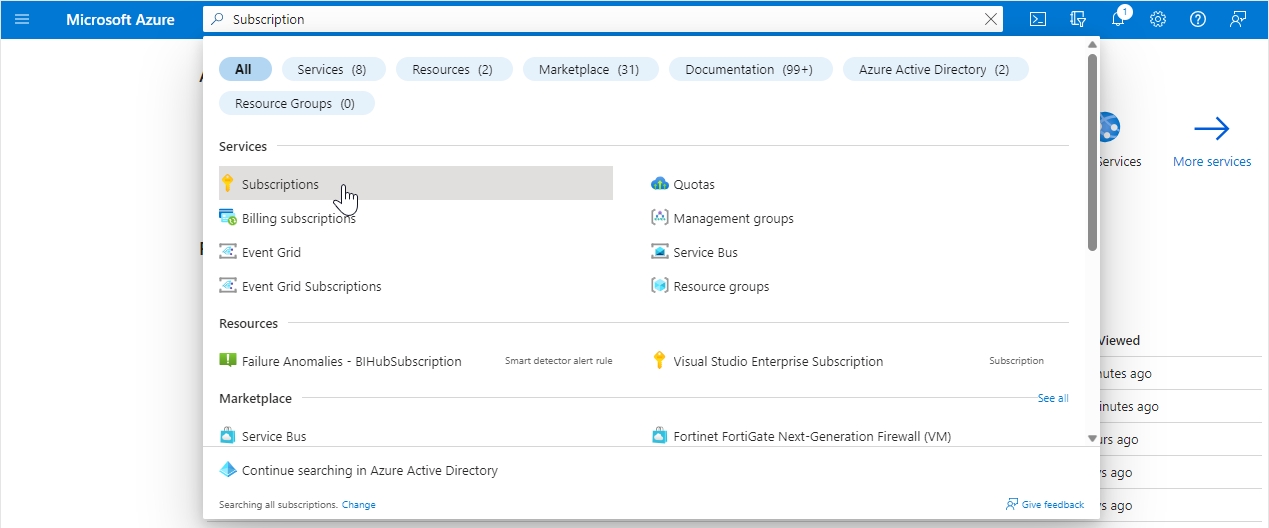 Microsoft Azure
Subscription
1
All
Services (8)
Resources (2)
Marketplace (31)
Documentation (99+)
Azure Active Directory (2)
Resource Groups (0)
Services
More services
Services
Subscriptions
Quotas
Billing subscriptions
Management groups
Event Grid
Service Bus
Event Grid Subscriptions
Resource groups
Resources
Viewed
Failure Anomalies - BIHubSubscription
Smart detector alert rule
Visual Studio Enterprise Subscription
Subscription
nutes ago
Marketplace
See all
inutes ago
Service Bus
Fortinet FortiGate Next-Generation Firewall (VM)
urs ago
Continue searching in Azure Active Directory
ys ago
Searching all subscriptions. Change
Give feedback
ys ago